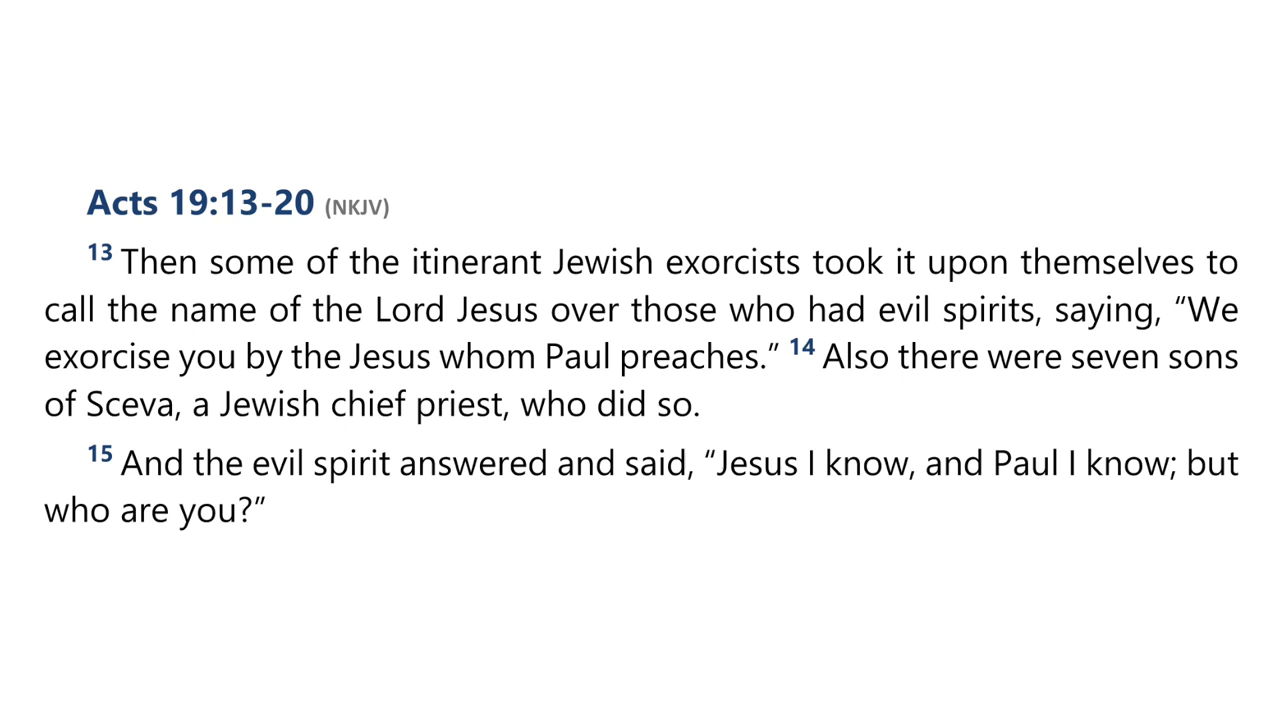 Acts 19:13-20 (NKJV)
13 Then some of the itinerant Jewish exorcists took it upon themselves to
call the name of the Lord Jesus over those who had evil spirits, saying, “We
exorcise you by the Jesus whom Paul preaches.” 14 Also there were seven sons
of Sceva, a Jewish chief priest, who did so.
15 And the evil spirit answered and said, “Jesus I know, and Paul I know; but
who are you?”